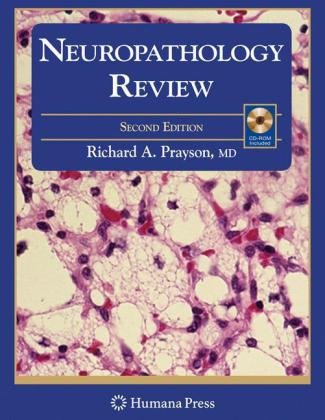 NEUROPATHOLOGY
REVIEW
SECOND EDITION
CD-ROM
Included
Richard A. Prayson, MD
Humana Press